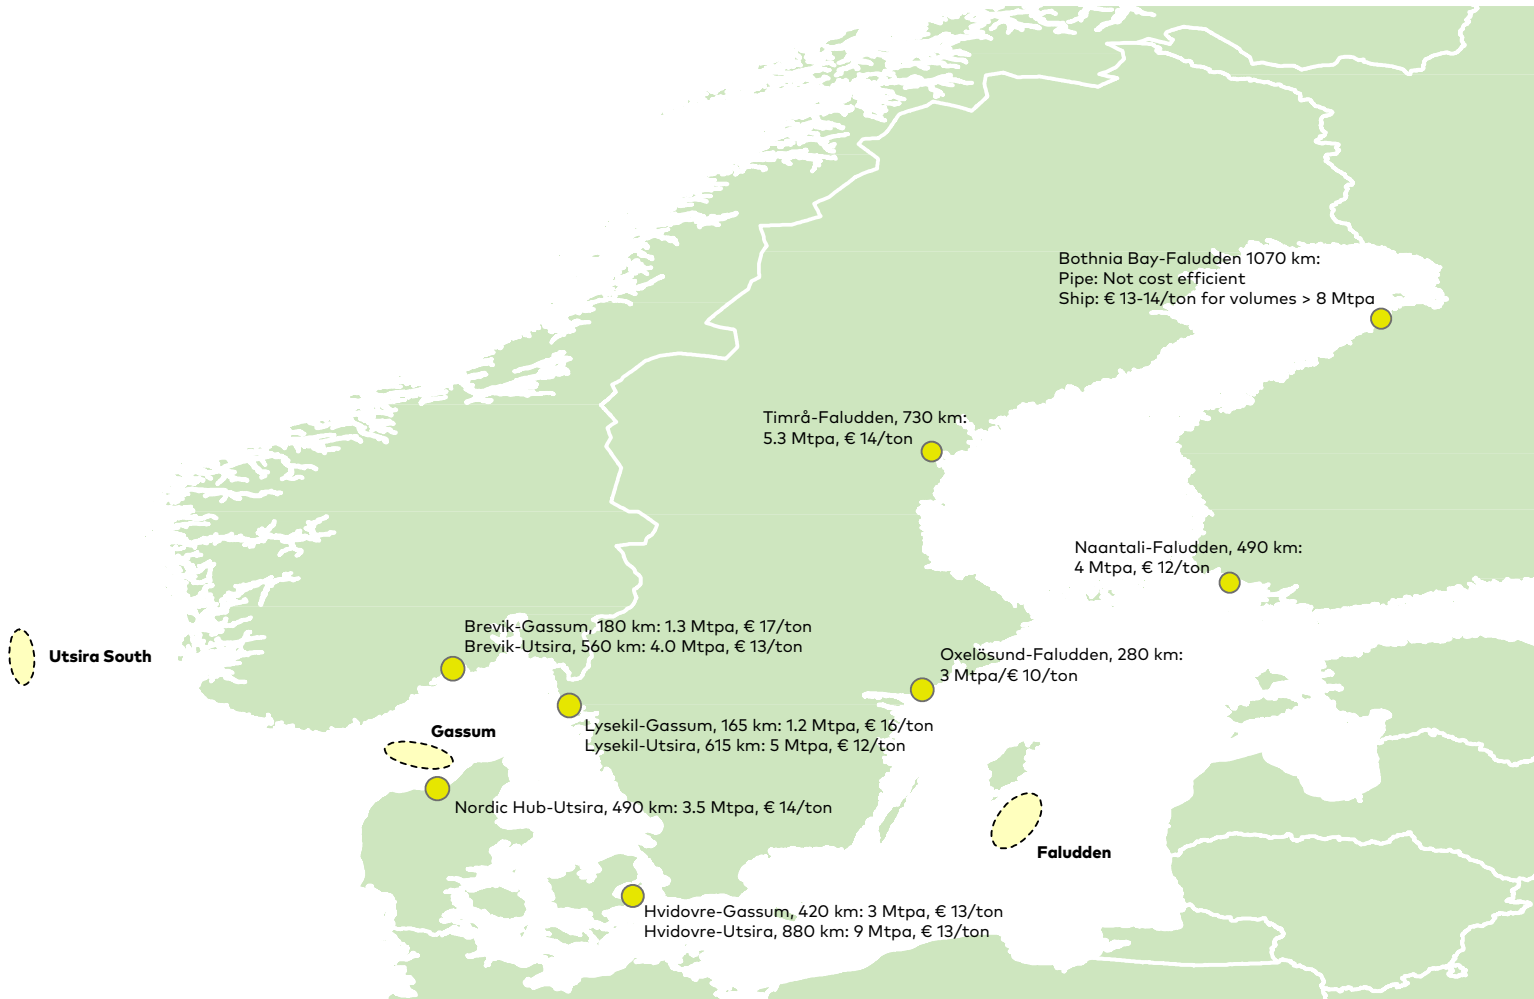 Bothnia Bay-Faludden 1070 km:
Pipe: Not cost efficient
Ship: € 13-14/ton for volumes > 8 Mtpa
Timrå-Faludden, 730 km:
5.3 Mtpa, € 14/ton
Naantali-Faludden, 490 km:
4 Mtpa, € 12/ton
Utsira South
Brevik-Gassum, 180 km: 1.3 Mtpa, € 17/ton
Brevik-Utsira, 560 km: 4.0 Mtpa, € 13/ton
Oxelösund-Faludden, 280 km:
3 Mtpa/€ 10/ton
Gassum
Lysekil-Gassum, 165 km: 1.2 Mtpa, € 16/ton
Lysekil-Utsira, 615 km: 5 Mtpa, € 12/ton
Nordic Hub-Utsira, 490 km: 3.5 Mtpa, € 14/ton
Faludden
Hvidovre-Gassum, 420 km: 3 Mtpa, € 13/ton
Hvidovre-Utsira, 880 km: 9 Mtpa, € 13/ton